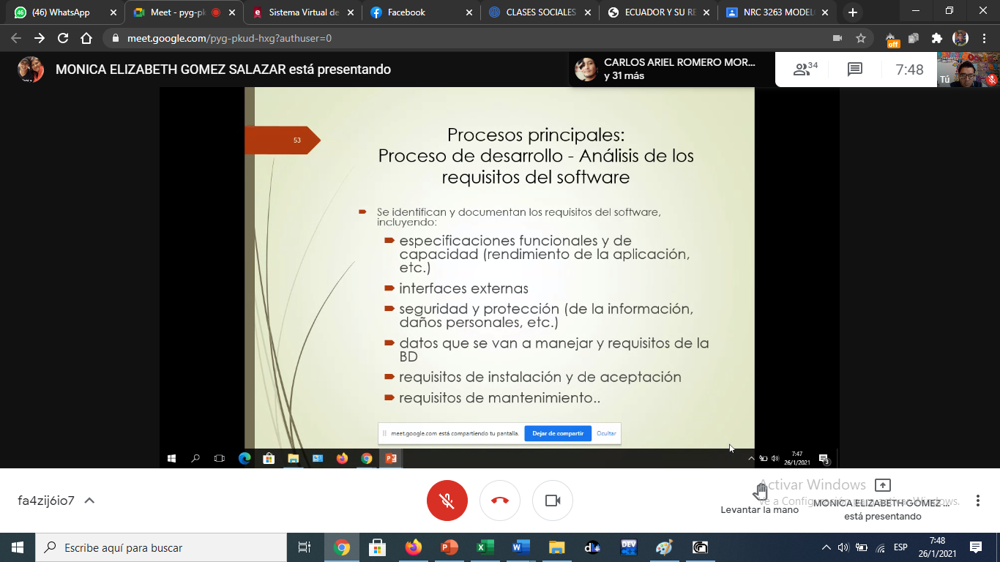 (46) WhatsApp
Meet - pyg-p
Sistema Virtual de
Facebook
CLASES SOCIALES
ECUADOR Y SU RE
NRC 3263 MODEL
meet.google.com/pyg-pkud-hxg?authuser=0
off
MONICA ELIZABETH GOMEZ SALAZAR está presentando
CARLOS ARIEL ROMERO MOR...
y 31 más
34
7:48
Tú
53
Procesos principales:
Proceso de desarrollo - Análisis de los
requisitos del software
Se identifican y documentan los requisitos del software,
incluyendo:
especificaciones funcionales y de
capacidad (rendimiento de la aplicación,
etc.)
interfaces externas
seguridad y protección (de la información,
daños personales, etc.)
datos que se van a manejar y requisitos de la
BD
requisitos de instalación y de aceptación
requisitos de mantenimiento..
meet.google.com está compartiendo tu pantalla.
Dejar de compartir
Ocultar
7:47
26/1/2021
3
fa4zij6io7
Levantar la mano
Activar Windows
Ve a Configuración para activar Windows.
MONICA ELIZABETH GOMEZ...
está presentando
Escribe aquí para buscar
DEV
ESP
7:48
26/1/2021